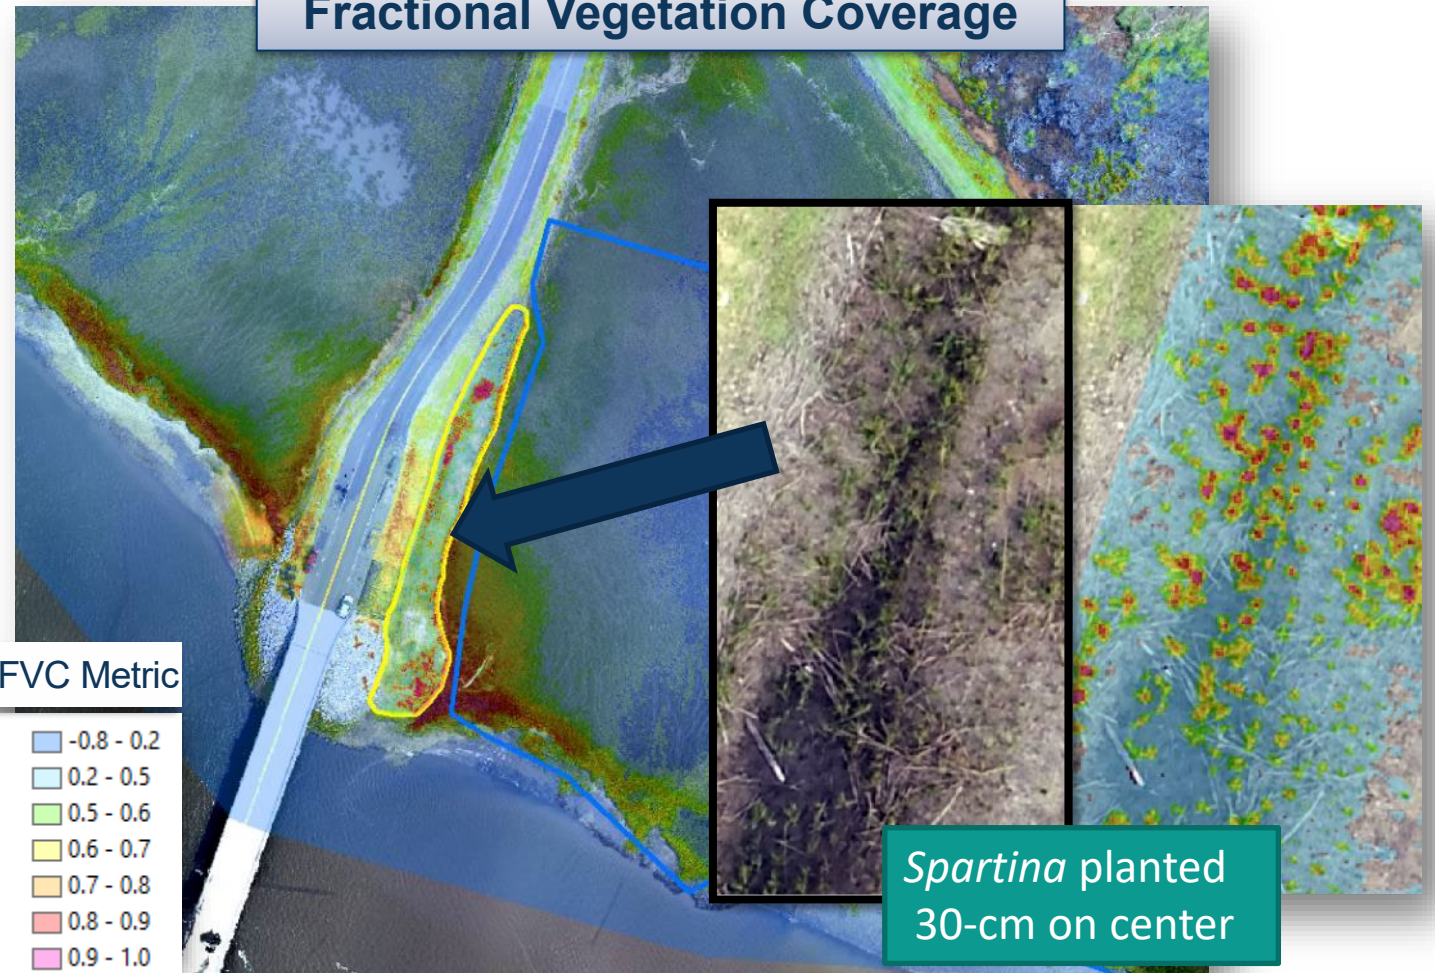 Fractional Vegetation Coverage
FVC Metric
-0.8 - 0.2
0.2 - 0.5
0.5 - 0.6
0.6 - 0.7
0.7 - 0.8
0.8 - 0.9
0.9 - 1.0
Spartina planted
30-cm on center